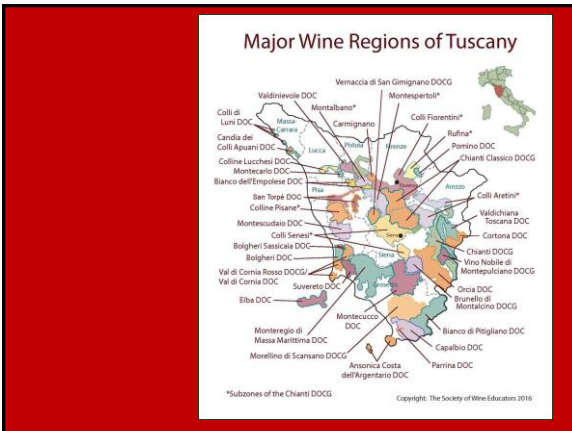 Major Wine Regions of Tuscany
Vernaccia di San Gimignano DOCG
Valdinievole DOC
Montespertoli*
Montalbano*
Colli Fiorentini*
Carmignano
Colli di
Luni DOC
Massa-
Carrara
Rufina*
Pomino DOC
Candia dei
Colli Apuani DOC
Lucca
Pistoia
Firenze
Chianti Classico DOCG
Colline Lucchesi DOC
Montecarlo DOC
Bianco dell'Empolese DOC
Florence
Pisa
Arezzo
San Torpè DOC
Colline Pisane*
Colli Aretini*
Montescudaio DOC
Valdichiana
Toscana DOC
Colli Senesi*
Siena
Cortona DOC
Bolgheri Sassicaia DOC
Bolgheri DOC
Siena
Chianti DOCG
Val di Cornia Rosso DOCG/
Val di Cornia DOC
Vino Nobile di
Montepulciano DOCG
Suvereto DOC
Grosseto
Orcia DOC
Elba DOC
Brunello di
Montalcino DOCG
Montecucco
DOC
Monteregio di
Massa Marittima DOC
Bianco di Pitigliano DOC
Morellino di Scansano DOCG
Capalbio DOC
Ansonica Costa
dell'Argentario DOC
Parrina DOC
*Subzones of the Chianti DOCG
Copyright: The Society of Wine Educators 2016